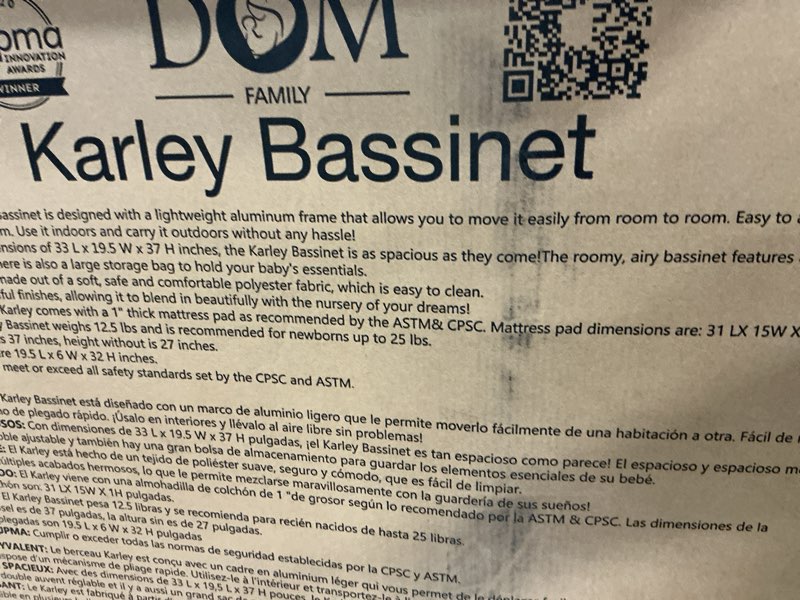 INNOVATION
AWARDS
WINNER
DOM
FAMILY
Karley Bassinet
assinet is designed with a lightweight aluminum frame that allows you to move it easily from room to room. Easy to
m. Use it indoors and carry it outdoors without any hassle!
nsions of 33 L x 19.5 W x 37 H inches, the Karley Bassinet is as spacious as they come!The roomy, airy bassinet features
ere is also a large storage bag to hold your baby's essentials.
made out of a soft, safe and comfortable polyester fabric, which is easy to clean.
ful finishes, allowing it to blend in beautifully with the nursery of your dreams!
Karley comes with a 1" thick mattress pad as recommended by the ASTM& CPSC. Mattress pad dimensions are: 31 LX 15W X
y Bassinet weighs 12.5 lbs and is recommended for newborns up to 25 lbs.
s 37 inches, height without is 27 inches.
re 19.5 L x 6 W x 32 H inches.
meet or exceed all safety standards set by the CPSC and ASTM.
Karley Bassinet está diseñado con un marco de aluminio ligero que le permite moverlo fácilmente de una habitación a otra. Fácil de
o de plegado rápido. ¡Úsalo en interiores y llévalo al aire libre sin problemas!
SOS: Con dimensiones de 33 L x 19.5 W x 37 H pulgadas, ¡el Karley Bassinet es tan espacioso como parece! El espacioso y espacioso m
ble ajustable y también hay una gran bolsa de almacenamiento para guardar los elementos esenciales de su bebé.
E: El Karley está hecho de un tejido de poliéster suave, seguro y cómodo, que es fácil de limpiar.
últiples acabados hermosos, lo que le permite mezclarse maravillosamente con la guardería de sus sueños!
DO: El Karley viene con una almohadilla de colchón de 1 "de grosor según lo recomendado por la ASTM & CPSC. Las dimensiones de la
hón son: 31 LX 15W X 1H pulgadas.
El Karley Bassinet pesa 12.5 libras y se recomienda para recién nacidos de hasta 25 libras.
sel es de 37 pulgadas, la altura sin es de 27 pulgadas.
plegadas son 19.5 L x 6 W x 32 H pulgadas
JPMA: Cumplir o exceder todas las normas de seguridad establecidas por la CPSC y ASTM.
YVALENT: Le berceau Karley est conçu avec un cadre en aluminium léger qui vous permet de le
spose d'un mécanisme de pliage rapide. Utilisez-le à l'intérieur et transportez-le à
SPACIEUX: Avec des dimensions de 33 L x 19,5 L x 37 H pouces, le
double auvent réglable et il y a aussi un grand sac de
ANT: Le Karley est fabriqué à partir